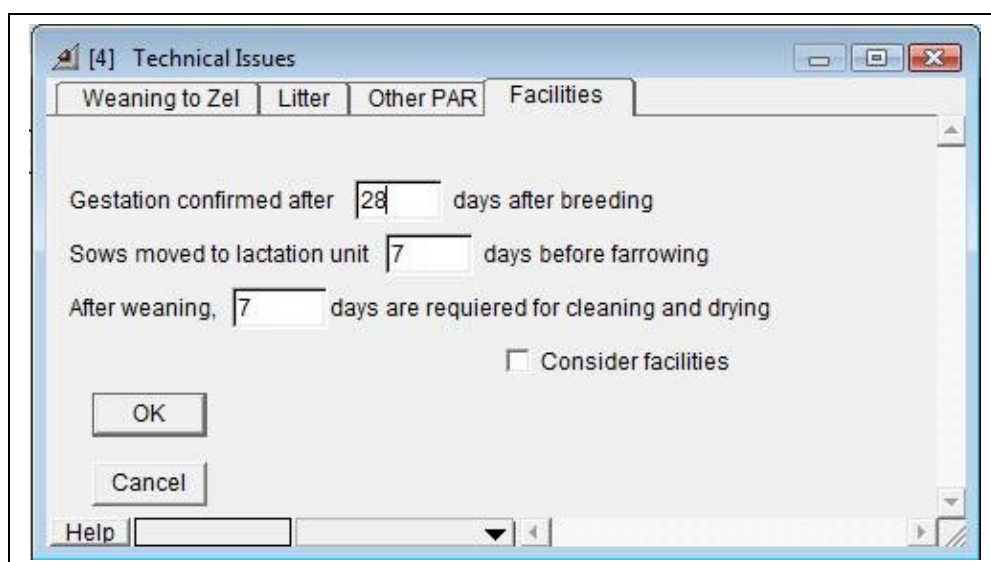 [4] Technical Issues
Weaning to Zel Litter Other PAR Facilities
Gestation confirmed after 28 days after breeding
Sows moved to lactation unit 7 days before farrowing
After weaning, 7 days are requiered for cleaning and drying
Consider facilities
OK
Cancel
Help